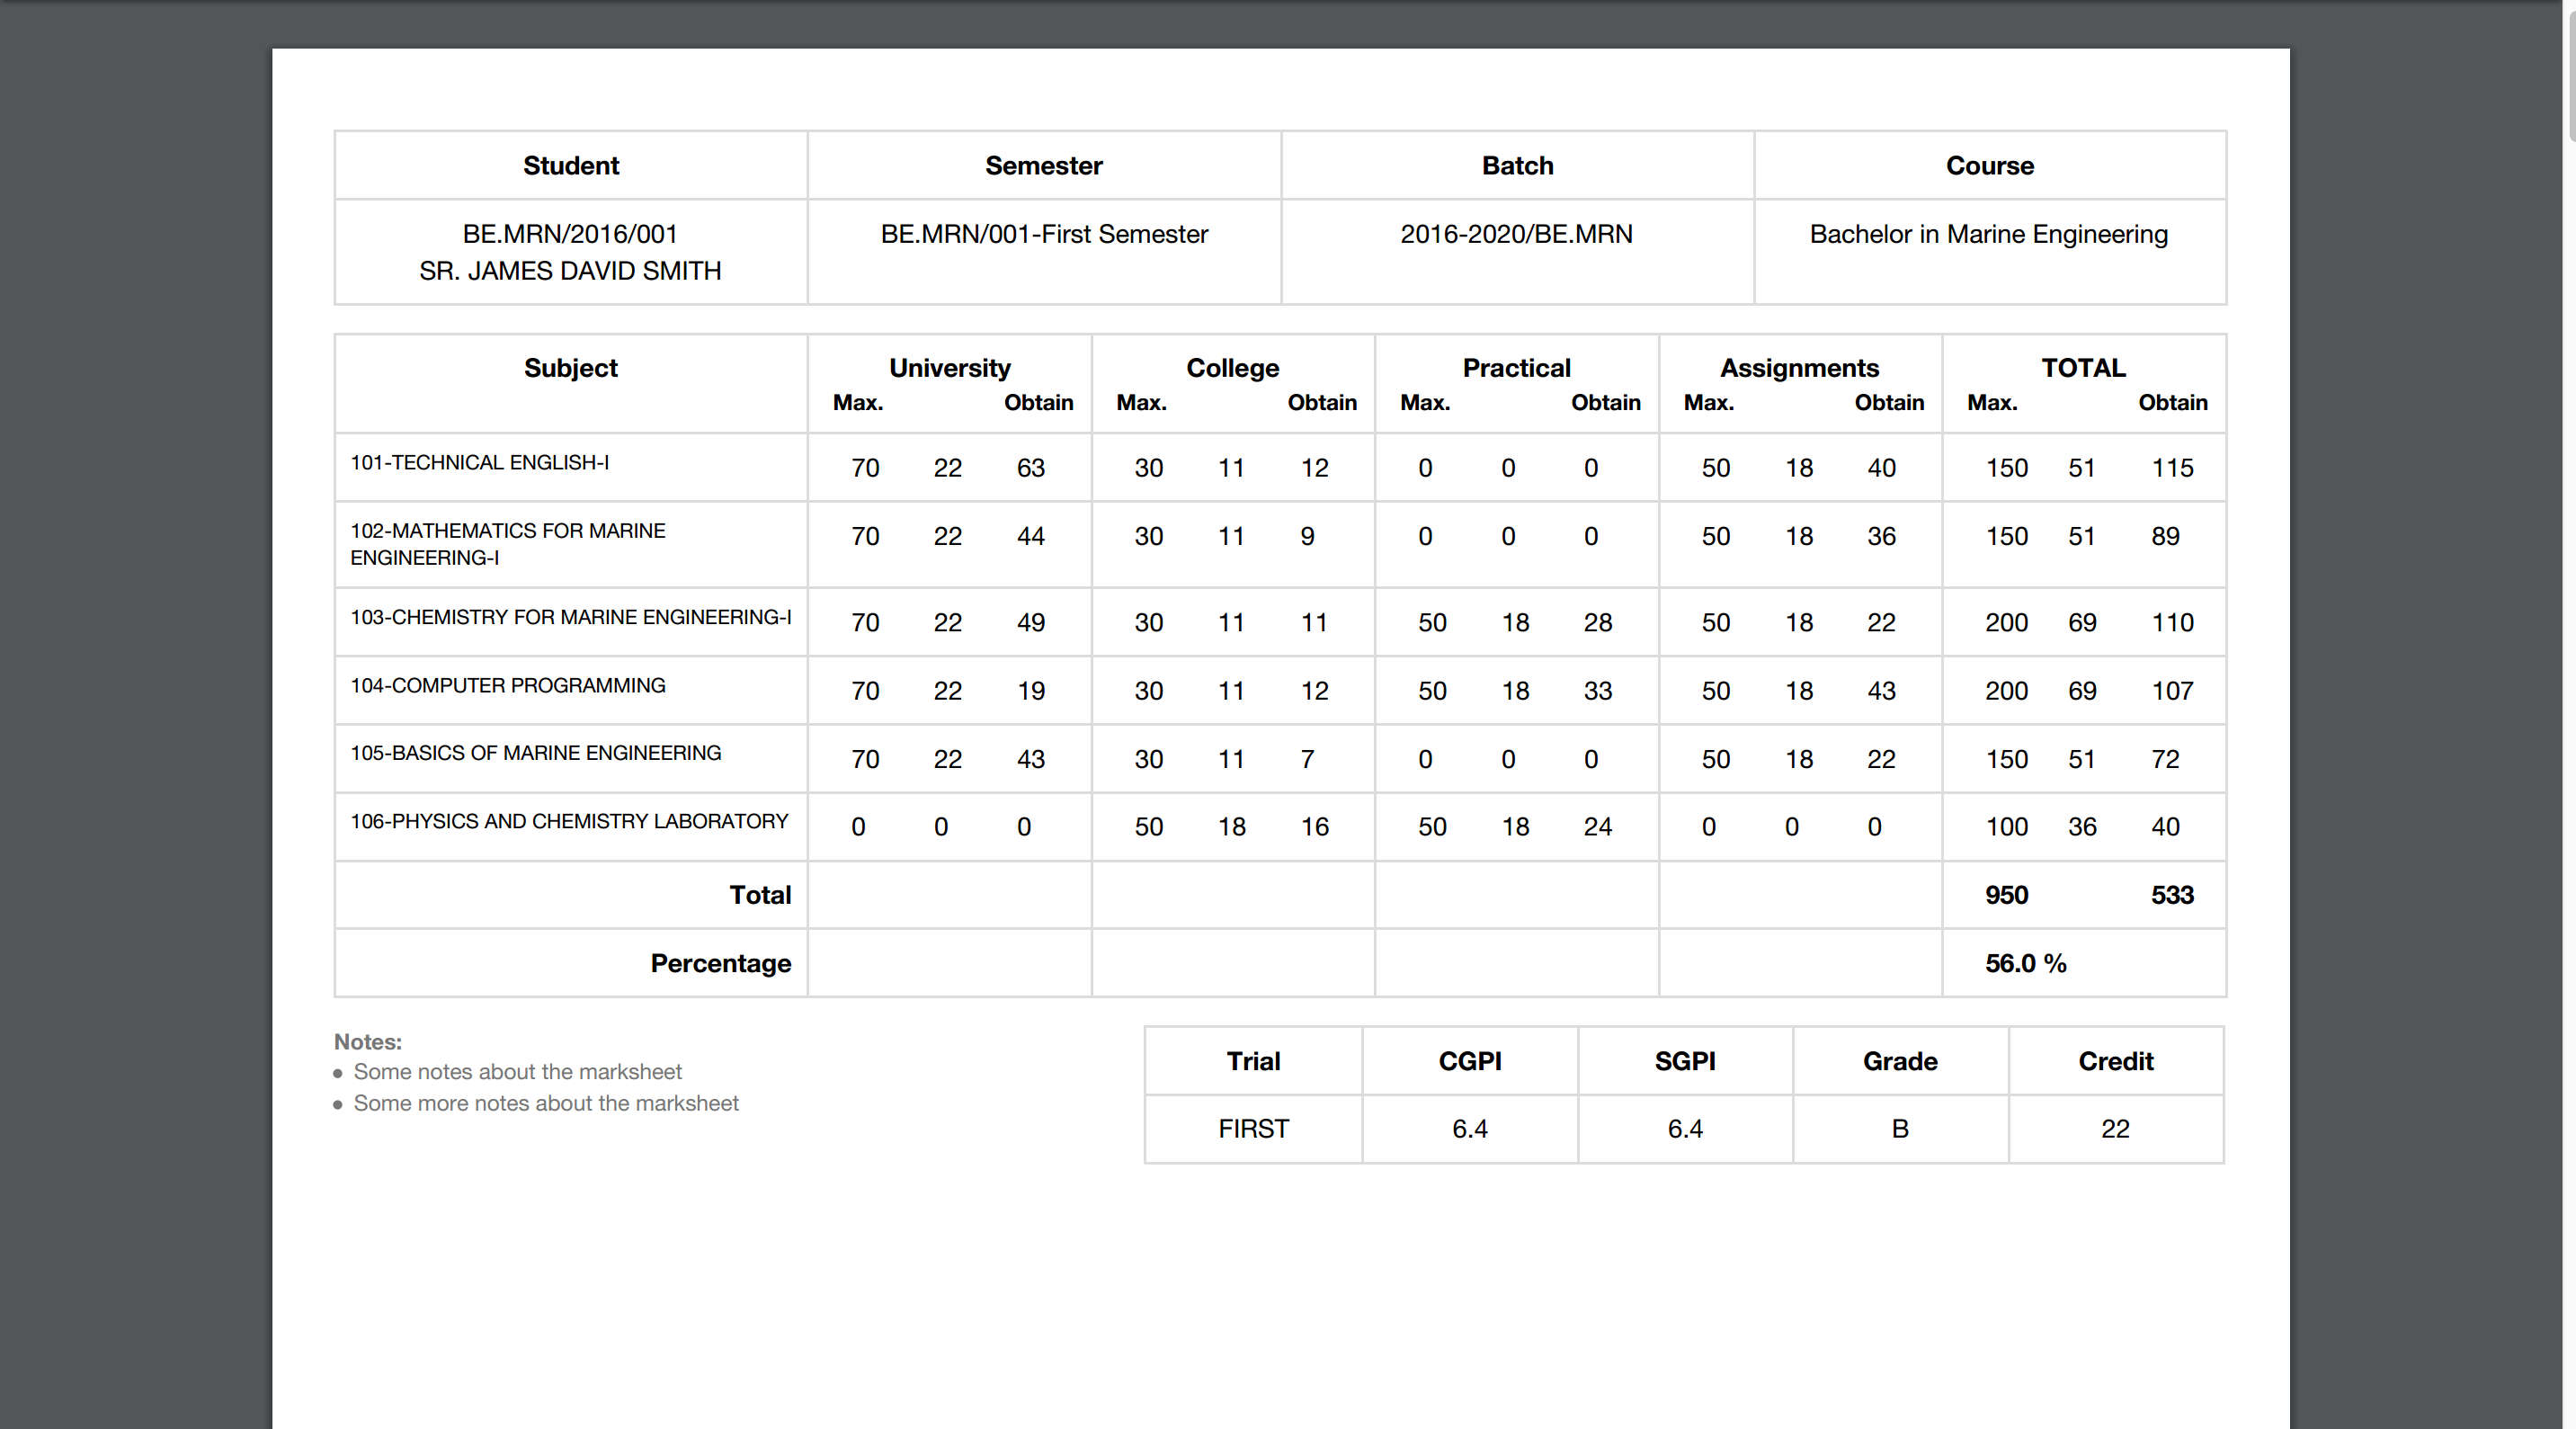 Student Semester Batch Course
BE.MRN/2016/001 BE.MRN/001-First Semester 2016-2020/BE.MRN Bachelor in Marine Engineering
SR. JAMES DAVID SMITH
Subject University College Practical Assignments TOTAL
Max. Obtain Max. Obtain Max. Obtain Max. Obtain Max. Obtain
101-TECHNICAL ENGLISH-I 70 22 63 30 11 12 0 0 0 50 18 40 150 51 115
102-MATHEMATICS FOR MARINE 70 22 44 30 11 9 0 0 0 50 18 36 150 51 89
ENGINEERING-I
103-CHEMISTRY FOR MARINE ENGINEERING-I 70 22 49 30 11 11 50 18 28 50 18 22 200 69 110
104-COMPUTER PROGRAMMING 70 22 19 30 11 12 50 18 33 50 18 43 200 69 107
105-BASICS OF MARINE ENGINEERING 70 22 43 30 11 7 0 0 0 50 18 22 150 51 72
106-PHYSICS AND CHEMISTRY LABORATORY 0 0 0 50 18 16 50 18 24 0 0 0 100 36 40
Total 950 533
Percentage 56.0 %
Notes:
• Some notes about the marksheet
• Some more notes about the marksheet
Trial CGPI SGPI Grade Credit
FIRST 6.4 6.4 B 22